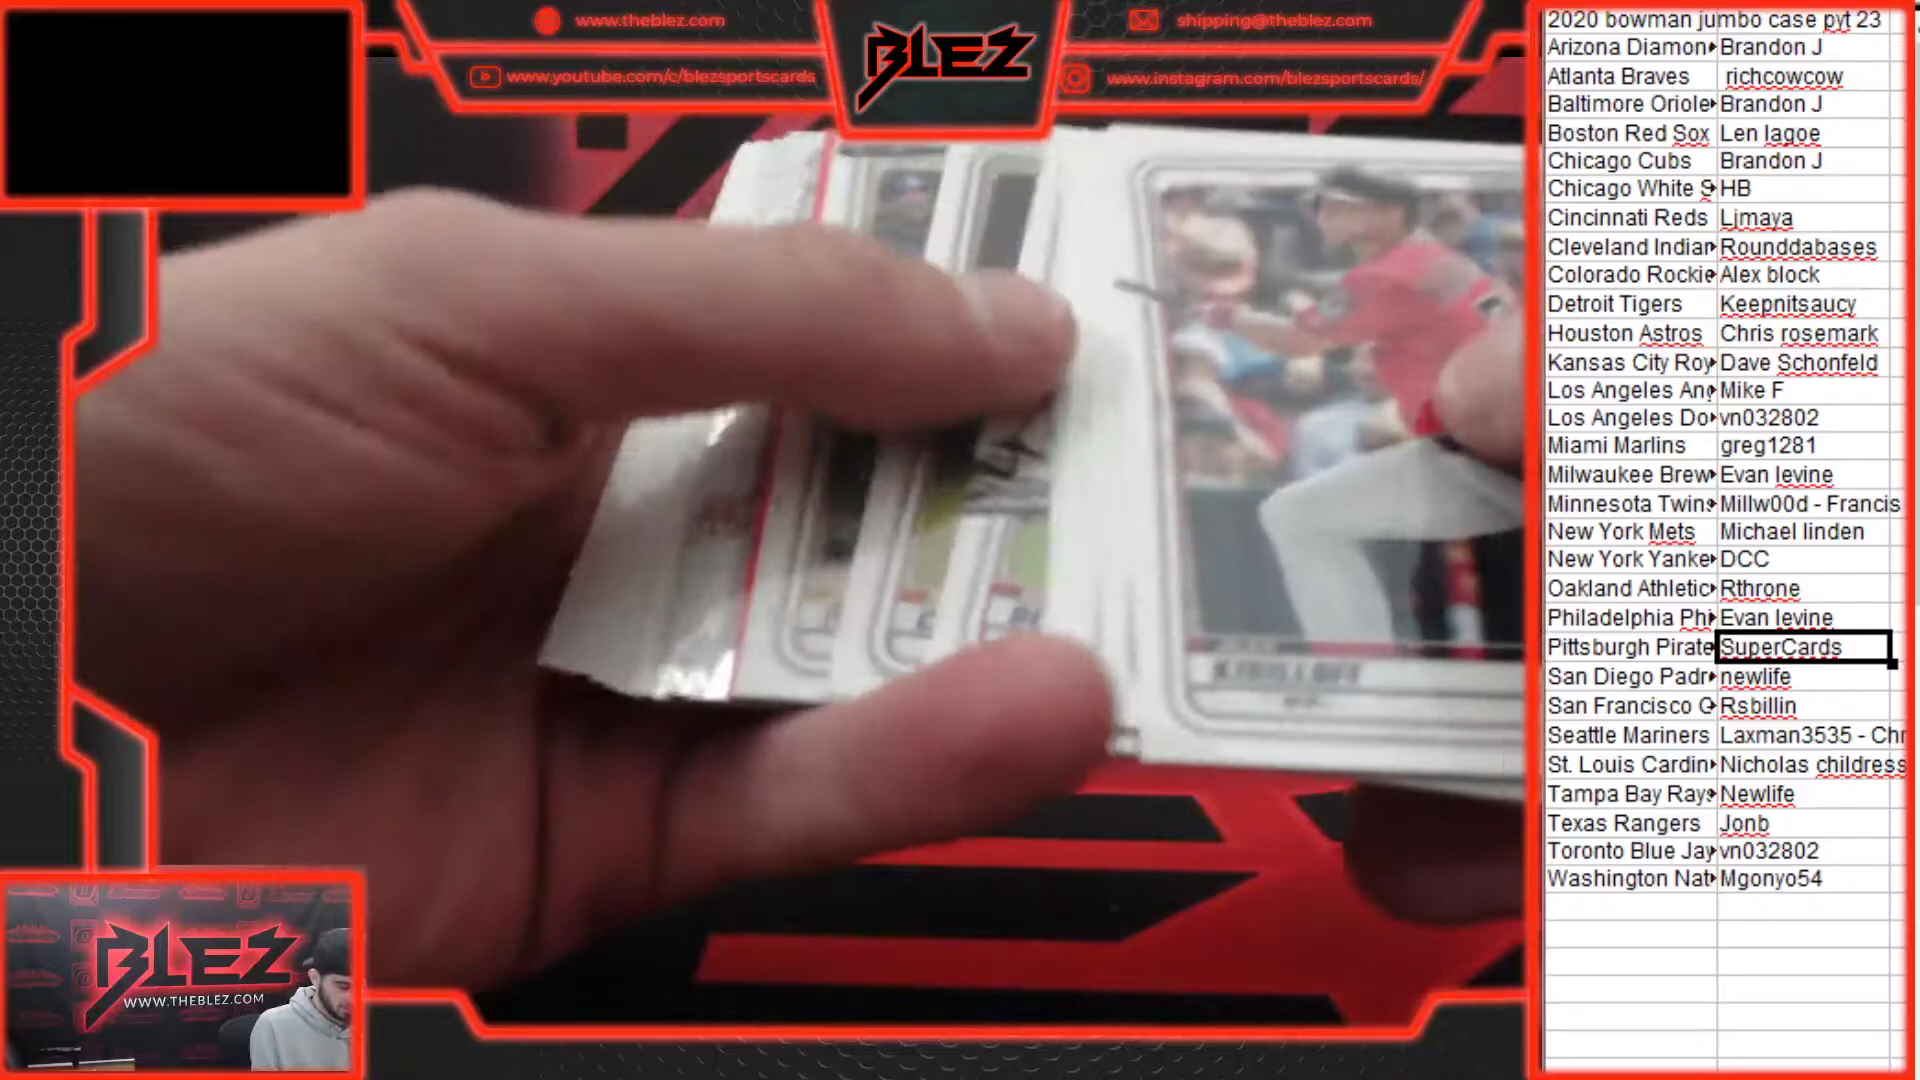 www.theblez.com
BLEZ
shipping@theblez.com
www.youtube.com/c/blezsportscards
www.instagram.com/blezsportscards/
2020 bowman jumbo case pyt 23
Arizona Diamon Brandon J
Atlanta Braves richcowcow
Baltimore Oriole Brandon J
Boston Red Sox Len lagoe
Chicago Cubs Brandon J
Chicago White S HB
Cincinnati Reds Ljmaya
Cleveland Indian Rounddabases
Colorado Rockie Alex block
Detroit Tigers Keepnitsaucy
Houston Astros Chris rosemark
Kansas City Roy Dave Schonfeld
Los Angeles Ang Mike F
Los Angeles Do vn032802
Miami Marlins greg1281
Milwaukee Brew Evan levine
Minnesota Twins Millw00d - Francis
New York Mets Michael linden
New York Yanke DCC
Oakland Athletic Rthrone
Philadelphia Phi Evan levine
Pittsburgh Pirate SuperCards
San Diego Padr newlife
San Francisco G Rsbillin
Seattle Mariners Laxman3535 - Chr
St. Louis Cardin Nicholas childress
Tampa Bay Rays Newlife
Texas Rangers Jonb
Toronto Blue Jay vn032802
Washington Nat Mgonyo54
KIRILLOFF
BLEZ
WWW.THEBLEZ.COM